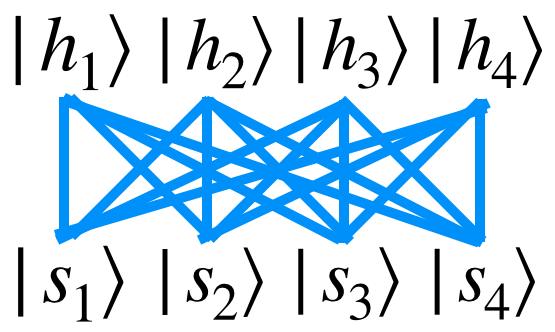 |h₁⟩ |h₂⟩ |h₃⟩ |h₄⟩
|s₁⟩ |s₂⟩ |s₃⟩ |s₄⟩